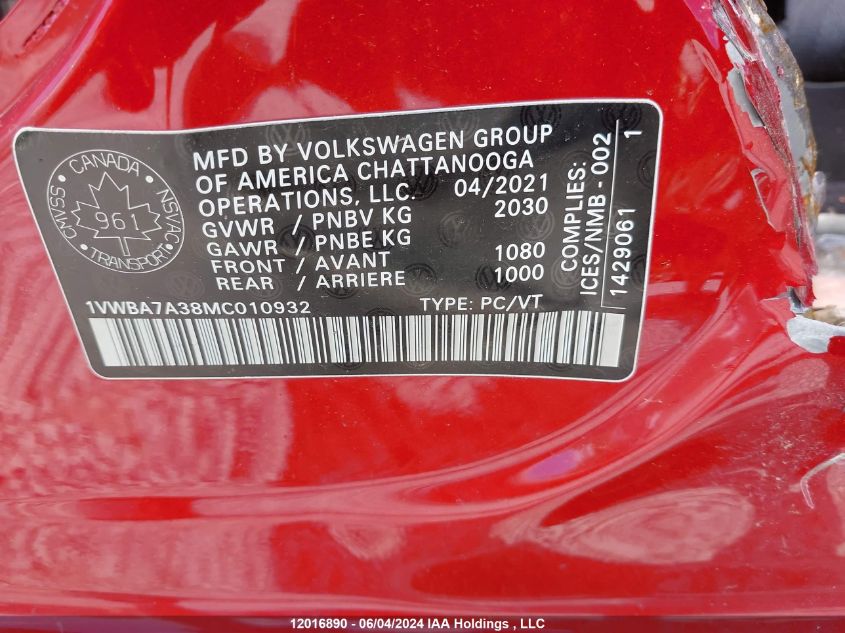 CANADA
CMVSS
NSVAC
961
TRANSPORT
MFD BY VOLKSWAGEN GROUP
OF AMERICA CHATTANOOGA
OPERATIONS, LLC. 04/2021
GVWR / PNBV KG 2030
GAWR / PNBE KG
FRONT / AVANT 1080
REAR / ARRIERE 1000
COMPLIES:
ICES/NMB-002
1429061 1
1VWBA7A38MC010932 TYPE: PC/VT
12016890 - 06/04/2024 IAA Holdings , LLC